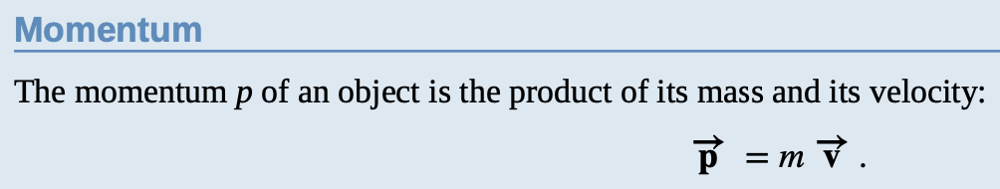 Momentum
The momentum p of an object is the product of its mass and its velocity:
p⃗ = m v⃗ .